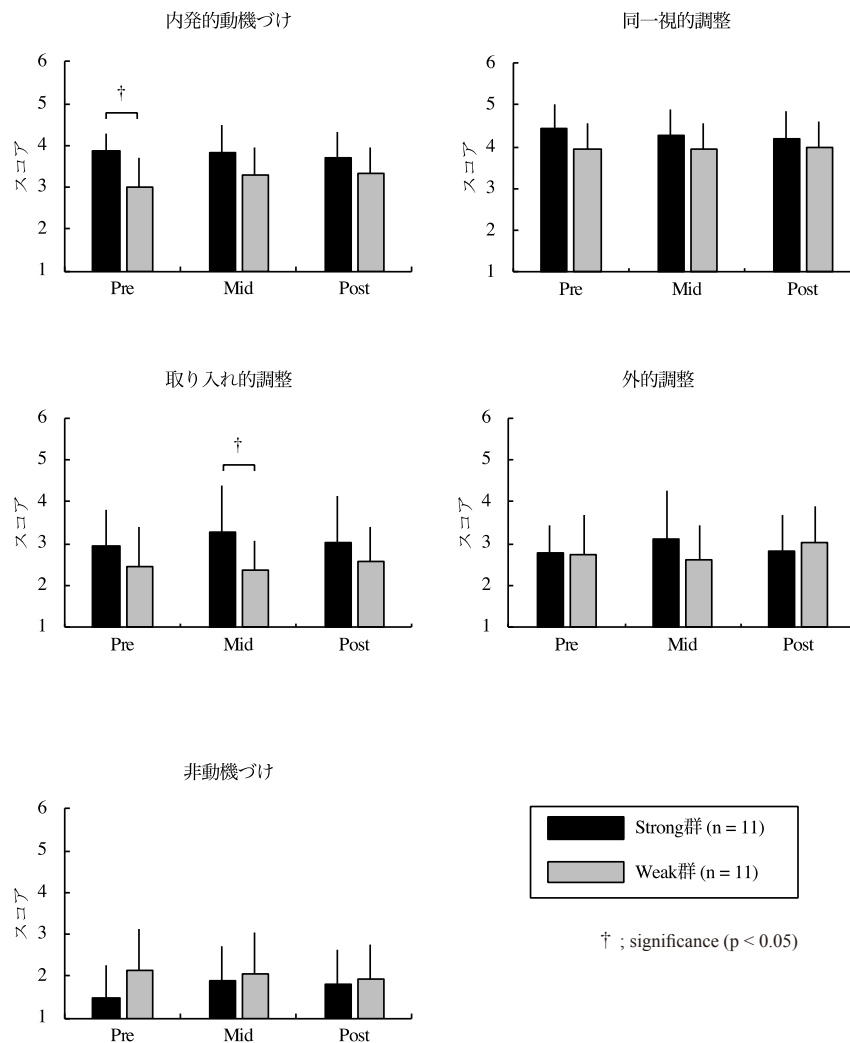 内発的動機づけ
6
5
4
3
2
1
スコア
†
Pre
Mid
Post
同一視的調整
6
5
4
3
2
1
スコア
Pre
Mid
Post
取り入れ的調整
6
5
4
3
2
1
スコア
†
Pre
Mid
Post
外的調整
6
5
4
3
2
1
スコア
Pre
Mid
Post
非動機づけ
6
5
4
3
2
1
スコア
Pre
Mid
Post
Strong群 (n = 11)
Weak群 (n = 11)
† ; significance (p < 0.05)